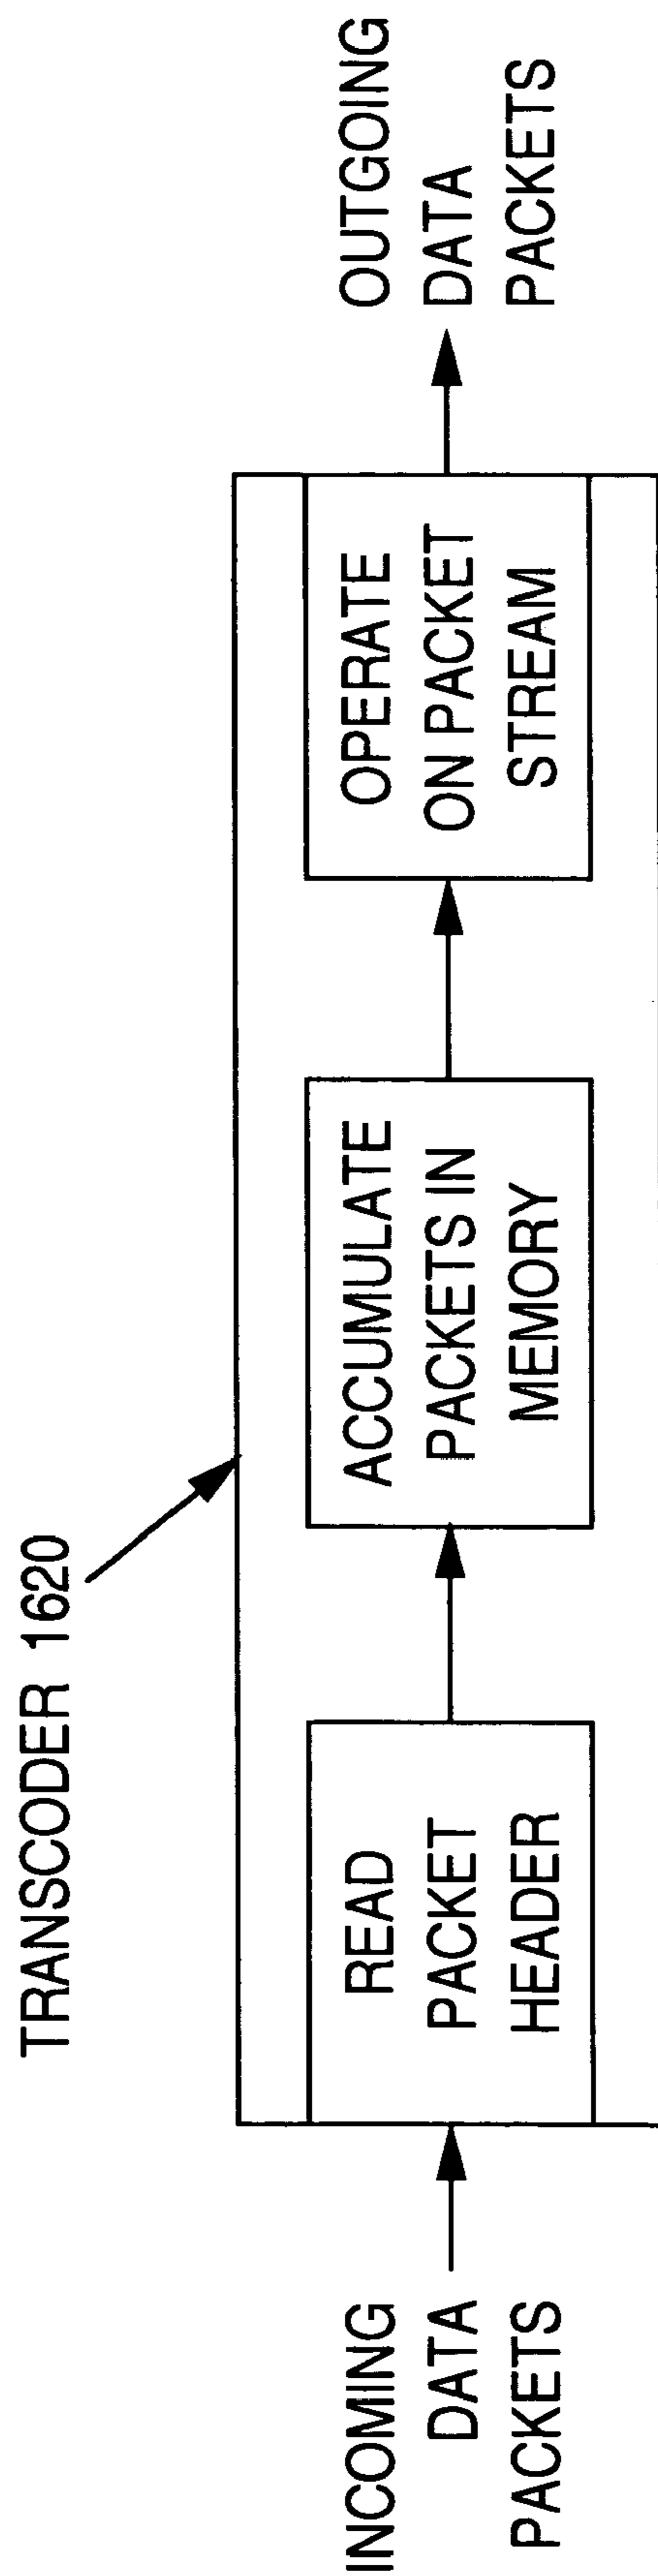 TRANSCODER 1620
INCOMING
DATA
PACKETS
READ
PACKET
HEADER
ACCUMULATE
PACKETS IN
MEMORY
OPERATE
ON PACKET
STREAM
OUTGOING
DATA
PACKETS